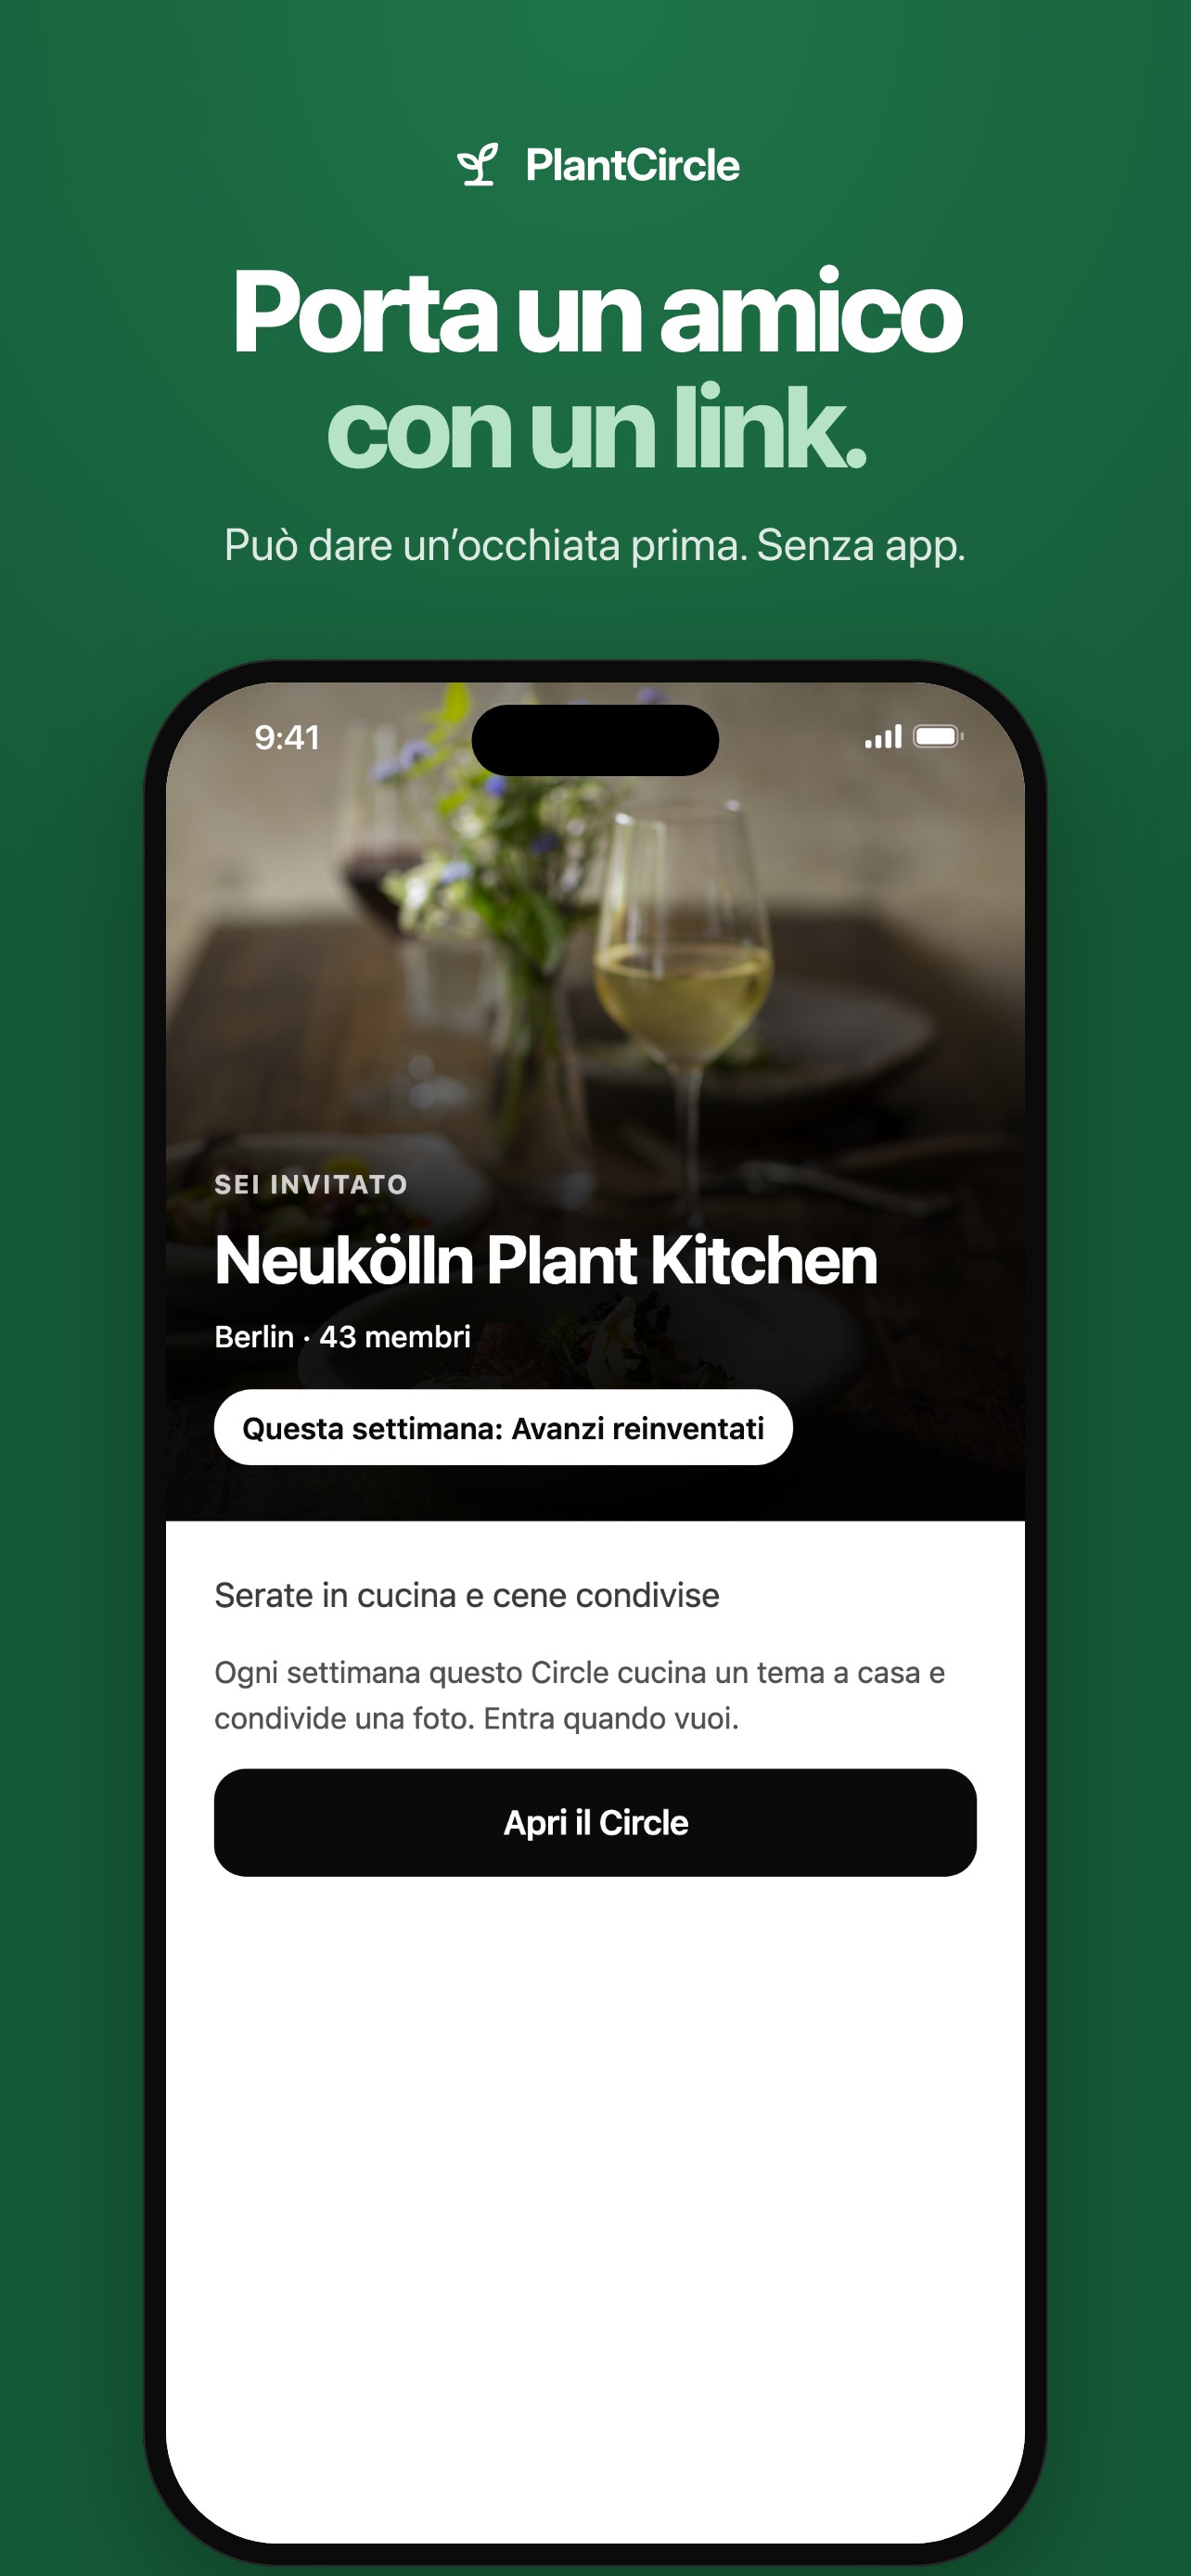 PlantCircle
Porta un amico
con un link.
Può dare un’occhiata prima. Senza app.
9:41
SEI INVITATO
Neukölln Plant Kitchen
Berlin · 43 membri
Questa settimana: Avanzi reinventati
Serate in cucina e cene condivise
Ogni settimana questo Circle cucina un tema a casa e
condivide una foto. Entra quando vuoi.
Apri il Circle